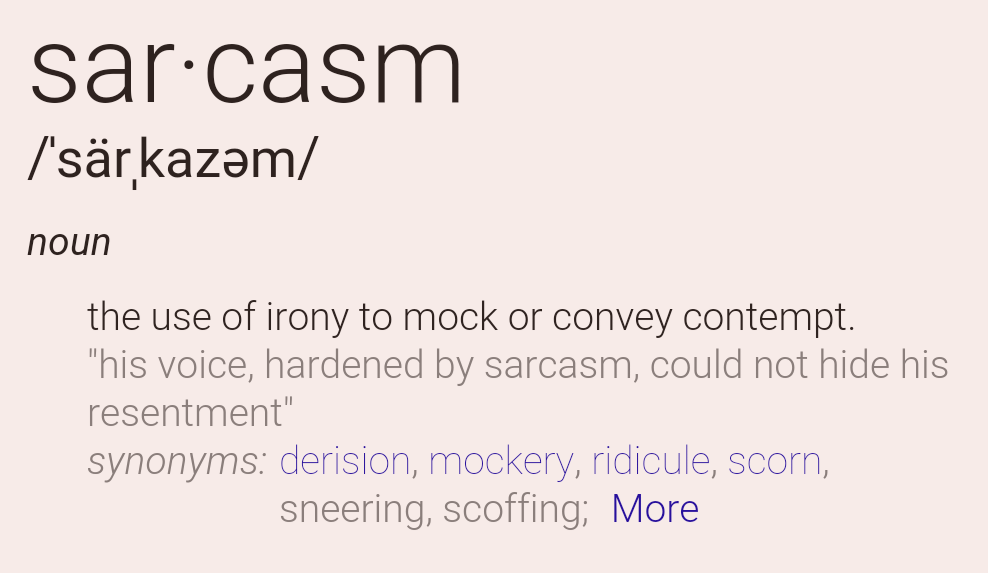 sar·casm
/ˈsärˌkazəm/
noun
the use of irony to mock or convey contempt.
"his voice, hardened by sarcasm, could not hide his
resentment"
synonyms: derision, mockery, ridicule, scorn,
sneering, scoffing; More